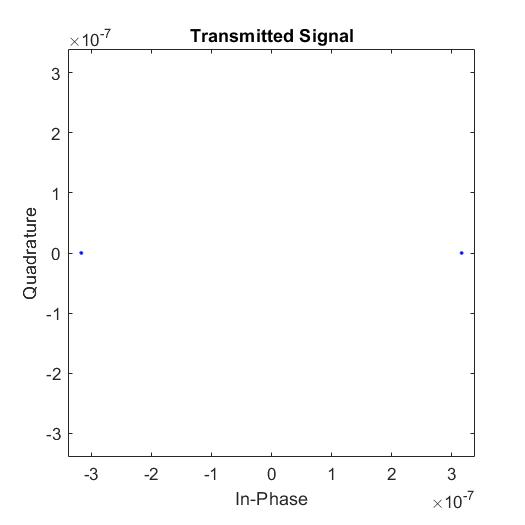 Transmitted Signal
×10⁻⁷
3
2
1
0
-1
-2
-3
Quadrature
-3 -2 -1 0 1 2 3
In-Phase
×10⁻⁷